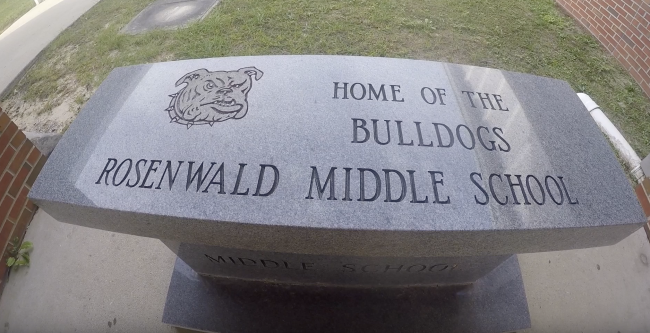 HOME OF THE
BULLDOGS
ROSENWALD MIDDLE SCHOOL
MIDDLE SCHOOL